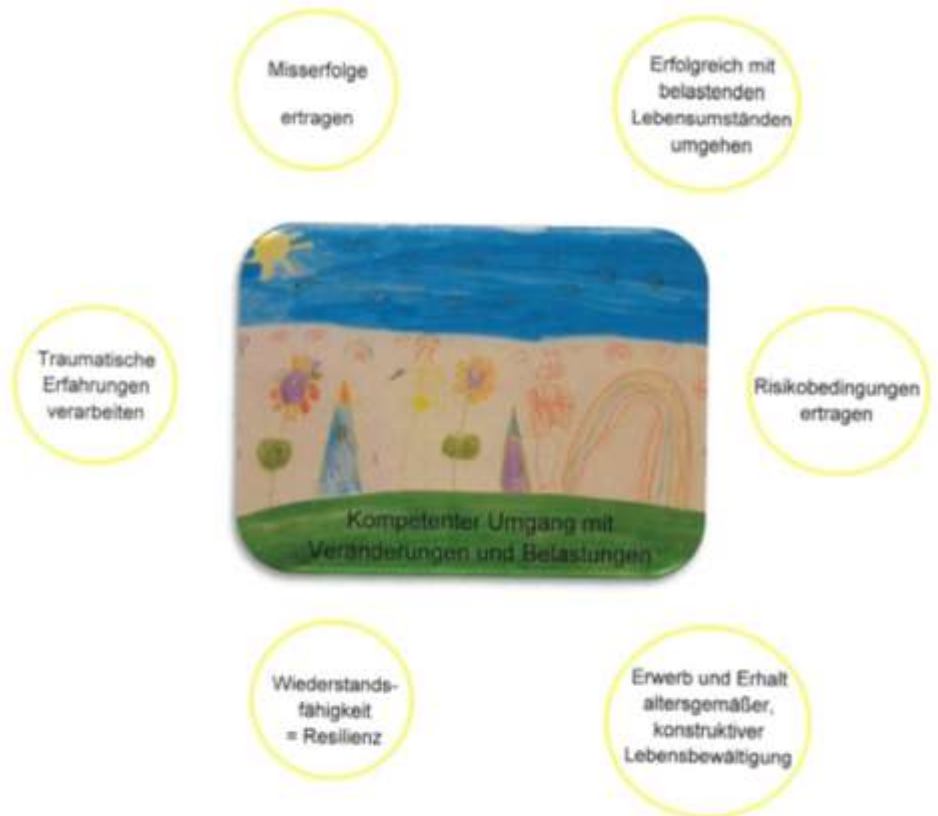 Misserfolge
ertragen
Erfolgreich mit
belastenden
Lebensumständen
umgehen
Traumatische
Erfahrungen
verarbeiten
Risikobedingungen
ertragen
Kompetenter Umgang mit
Veränderungen und Belastungen
Wiederstands-
fähigkeit
= Resilienz
Erwerb und Erhalt
altersgemäßer,
konstruktiver
Lebensbewältigung